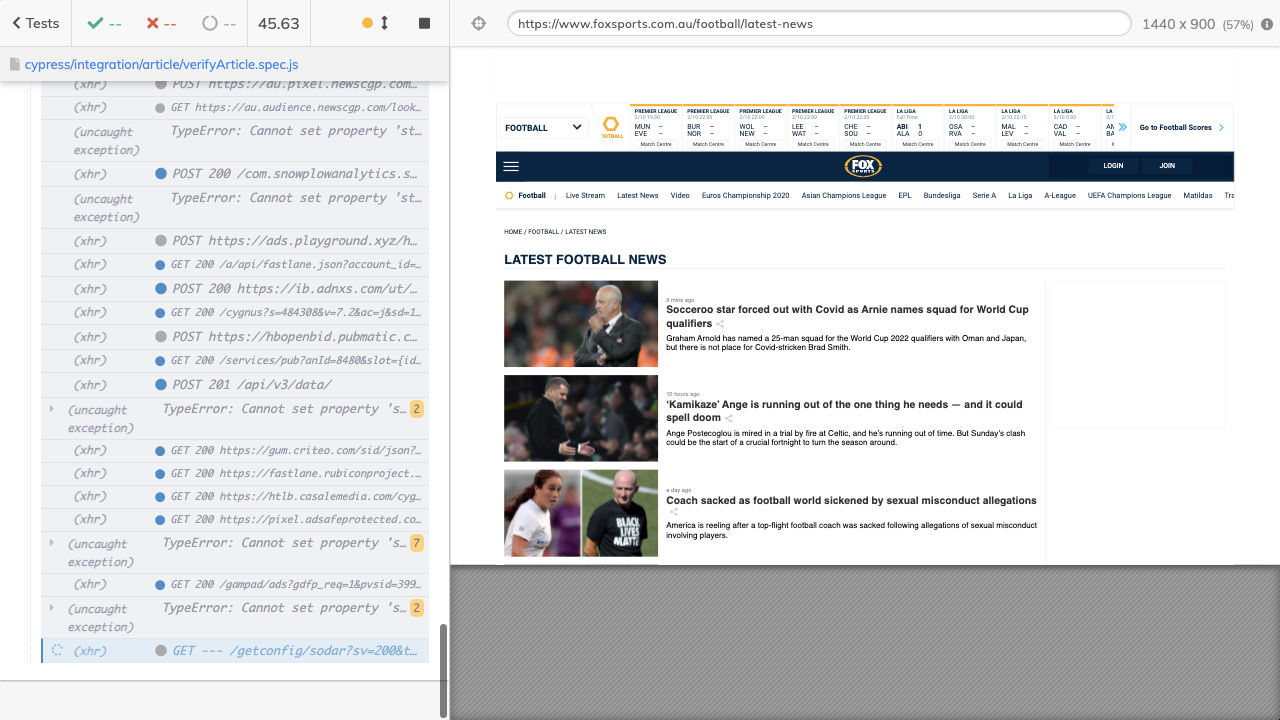 Tests
--
--
--
45.63
https://www.foxsports.com.au/football/latest-news
1440 x 900 (57%)
cypress/integration/article/verifyArticle.spec.js
(xhr) POST https://au.pixel.newscgp.com…
(xhr) GET https://au.audience.newscgp.com/look…
(uncaught exception) TypeError: Cannot set property 'st…
(xhr) POST 200 /com.snowplowanalytic…
(uncaught exception) TypeError: Cannot set property 'st…
(xhr) POST https://ads.playground.xyz/h…
(xhr) GET 200 /a/api/fastlane.json?account_id=…
(xhr) POST 200 https://ib.adnxs.com/ut/…
(xhr) GET 200 /cygnus?s=489857&v=7.2&ac=j&sd=1…
(xhr) POST https://hbopenbid.pubmatic.c…
(xhr) GET 200 /services/pub?anId=8480&slot={id…
(xhr) POST 201 /api/v3/data/
(uncaught exception) TypeError: Cannot set property 's… 2
(xhr) GET https://gum.criteo.com/sid/json?…
(xhr) GET 200 https://fastlane.rubiconproject.…
(xhr) GET 200 https://htlb.casalemedia.com/cyg…
(xhr) GET 200 https://pixel.adsafeprotected.co…
(uncaught exception) TypeError: Cannot set property 's… 7
(xhr) GET 200 /gampad/ads?gdfp_req=1&pvsid=399…
(uncaught exception) TypeError: Cannot set property 's… 2
(xhr) GET --- /getconfig/sodar?sv=200&t…
FOOTBALL
PREMIER LEAGUE PREMIER LEAGUE PREMIER LEAGUE PREMIER LEAGUE PREMIER LEAGUE LA LIGA LA LIGA LA LIGA LA LIGA LA
2/10 19:30 2/10 22:00 2/10 22:00 2/10 22:00 2/10 22:00 Full Time 2/10 20:00 2/10 22:15 2/10 0:30
MUN – BUR – WOL – LEE – CHE – ABI 1 OSA – MAL – CAD –
EVE – NOR – NEW – WAT – SOU – ALA 0 RVA – LEV – VAL –
Match Centre Match Centre Match Centre Match Centre Match Centre Match Centre Match Centre Match Centre Match Centre
Go to Football Scores
FOX SPORTS
LOGIN JOIN
Football | Live Stream Latest News Video Euros Championship 2020 Asian Champions League EPL Bundesliga Serie A La Liga A-League UEFA Champions League Matildas Tra
HOME / FOOTBALL / LATEST NEWS
LATEST FOOTBALL NEWS
9 mins ago
Socceroo star forced out with Covid as Arnie names squad for World Cup
qualifiers
Graham Arnold has named a 25-man squad for the World Cup 2022 qualifiers with Oman and Japan,
but there is not place for Covid-stricken Brad Smith.
10 hours ago
‘Kamikaze’ Ange is running out of the one thing he needs — and it could
spell doom
Ange Postecoglou is mired in a trial by fire at Celtic, and he's running out of time. But Sunday's clash
could be the start of a crucial fortnight to turn the season around.
a day ago
Coach sacked as football world sickened by sexual misconduct allegations
America is reeling after a top-flight football coach was sacked following allegations of sexual misconduct
involving players.
BLACK
LIVES
MATTE